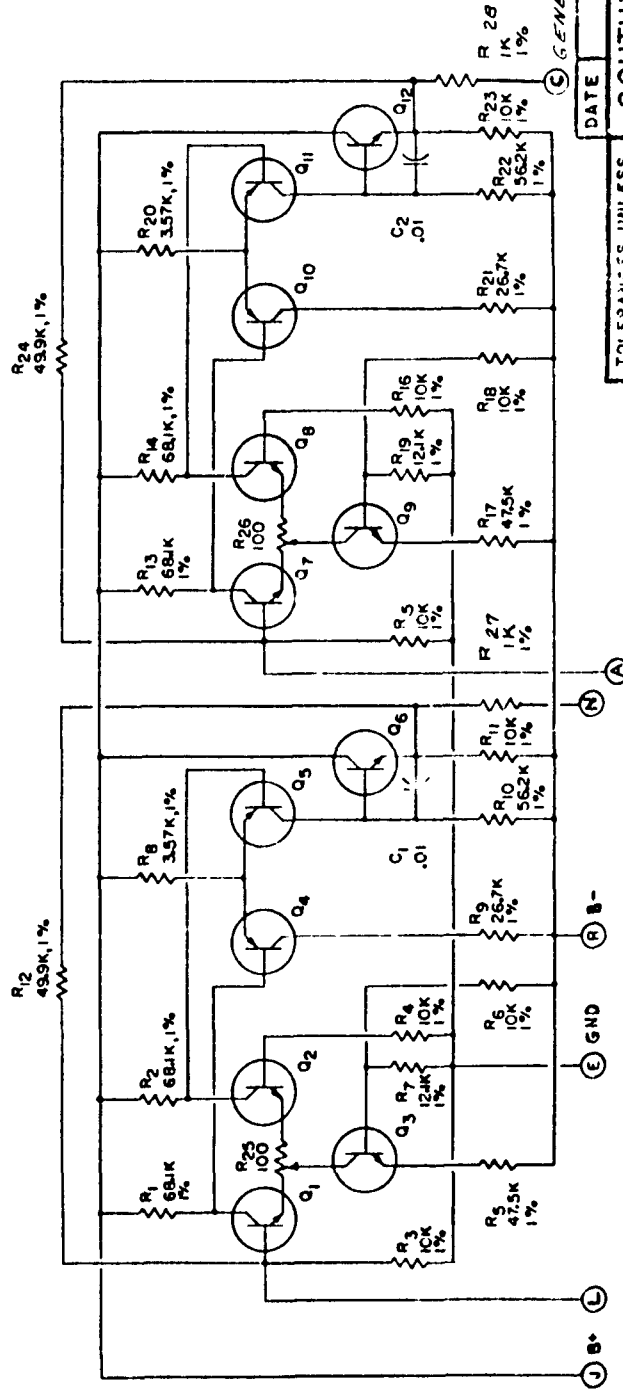 R12
49.9K, 1%
R24
49.9K, 1%
R1
68.1K
1%
R2
68.1K, 1%
R8
3.57K, 1%
R13
68.1K
1%
R14
68.1K, 1%
R20
3.57K, 1%
Q1
R25
100
Q2
Q4
Q5
Q7
R26
100
Q8
Q10
Q11
Q3
Q6
Q9
Q12
C1
.01
C2
.01
R3
10K
1%
R7
12.1K
1%
R4
10K
1%
R15
10K
1%
R19
12.1K
1%
R16
10K
1%
R5
47.5K
1%
R6
10K
1%
R9
26.7K
1%
R10
56.2K
1%
R11
10K
1%
R27
1K
1%
R17
47.5K
1%
R18
10K
1%
R21
26.7K
1%
R22
56.2K
1%
R23
10K
1%
R28
1K
1%
J B+
L
E GND
R B-
N
A
C GENE
DATE
TOLERANCES UNLESS